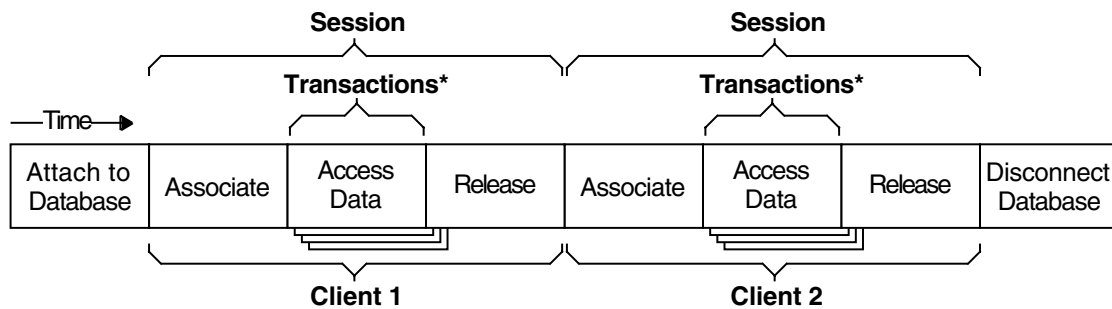 Session
Session
Transactions*
Transactions*
Time
Attach to
Database
Associate
Access
Data
Release
Associate
Access
Data
Release
Disconnect
Database
Client 1
Client 2